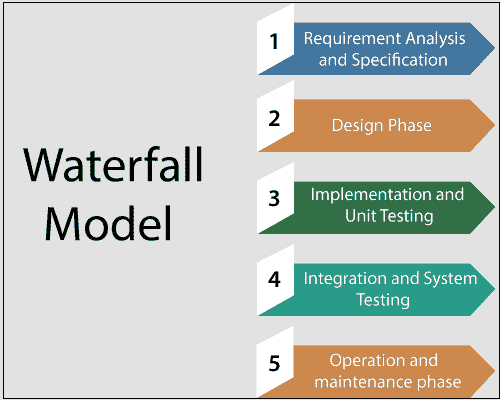 Waterfall
Model
1
Requirement Analysis
and Specification
2
Design Phase
3
Implementation and
Unit Testing
4
Integration and System
Testing
5
Operation and
maintenance phase